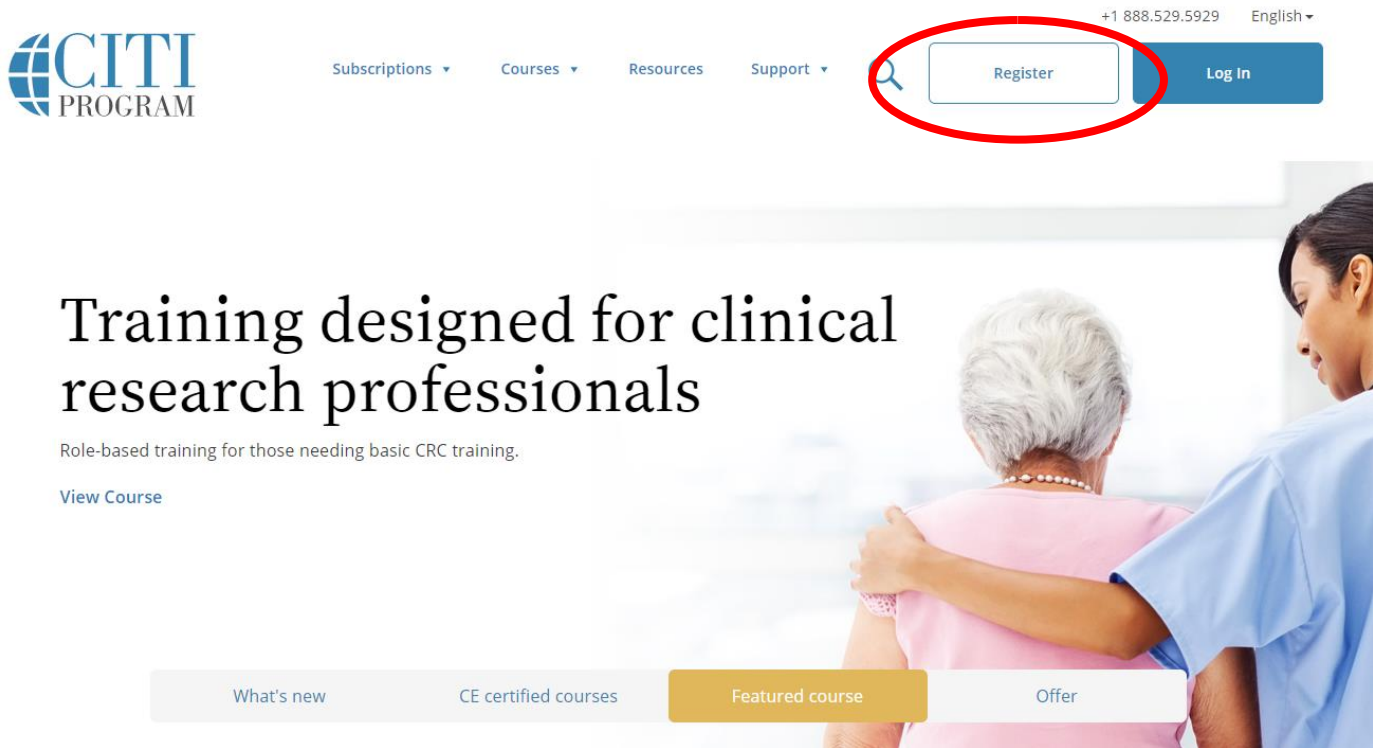 +1 888.529.5929 English
CITI
PROGRAM
Subscriptions Courses Resources Support Register Log In
Training designed for clinical
research professionals
Role-based training for those needing basic CRC training.
View Course
What's new CE certified courses Featured course Offer